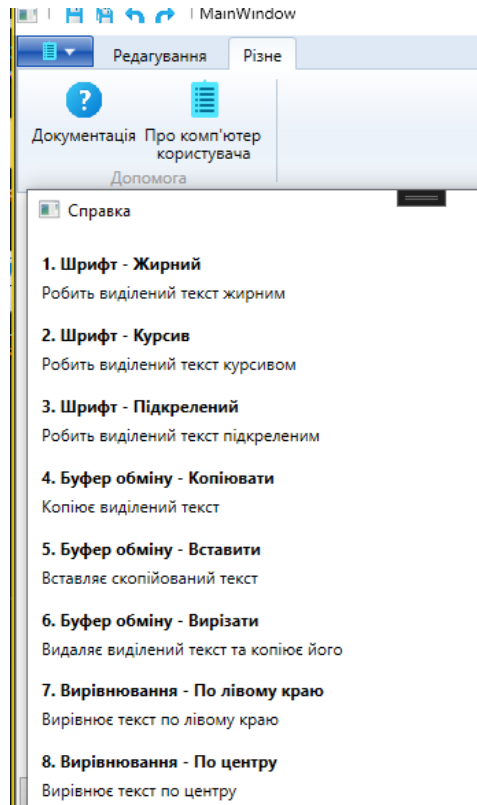 MainWindow
Редагування Різне
Документація Про комп'ютер
користувача
Допомога
Справка
1. Шрифт - Жирний
Робить виділений текст жирним
2. Шрифт - Курсив
Робить виділений текст курсивом
3. Шрифт - Підкрелений
Робить виділений текст підкреленим
4. Буфер обміну - Копіювати
Копіює виділений текст
5. Буфер обміну - Вставити
Вставляє скопійований текст
6. Буфер обміну - Вирізати
Видаляє виділений текст та копіює його
7. Вирівнювання - По лівому краю
Вирівнює текст по лівому краю
8. Вирівнювання - По центру
Вирівнює текст по центру